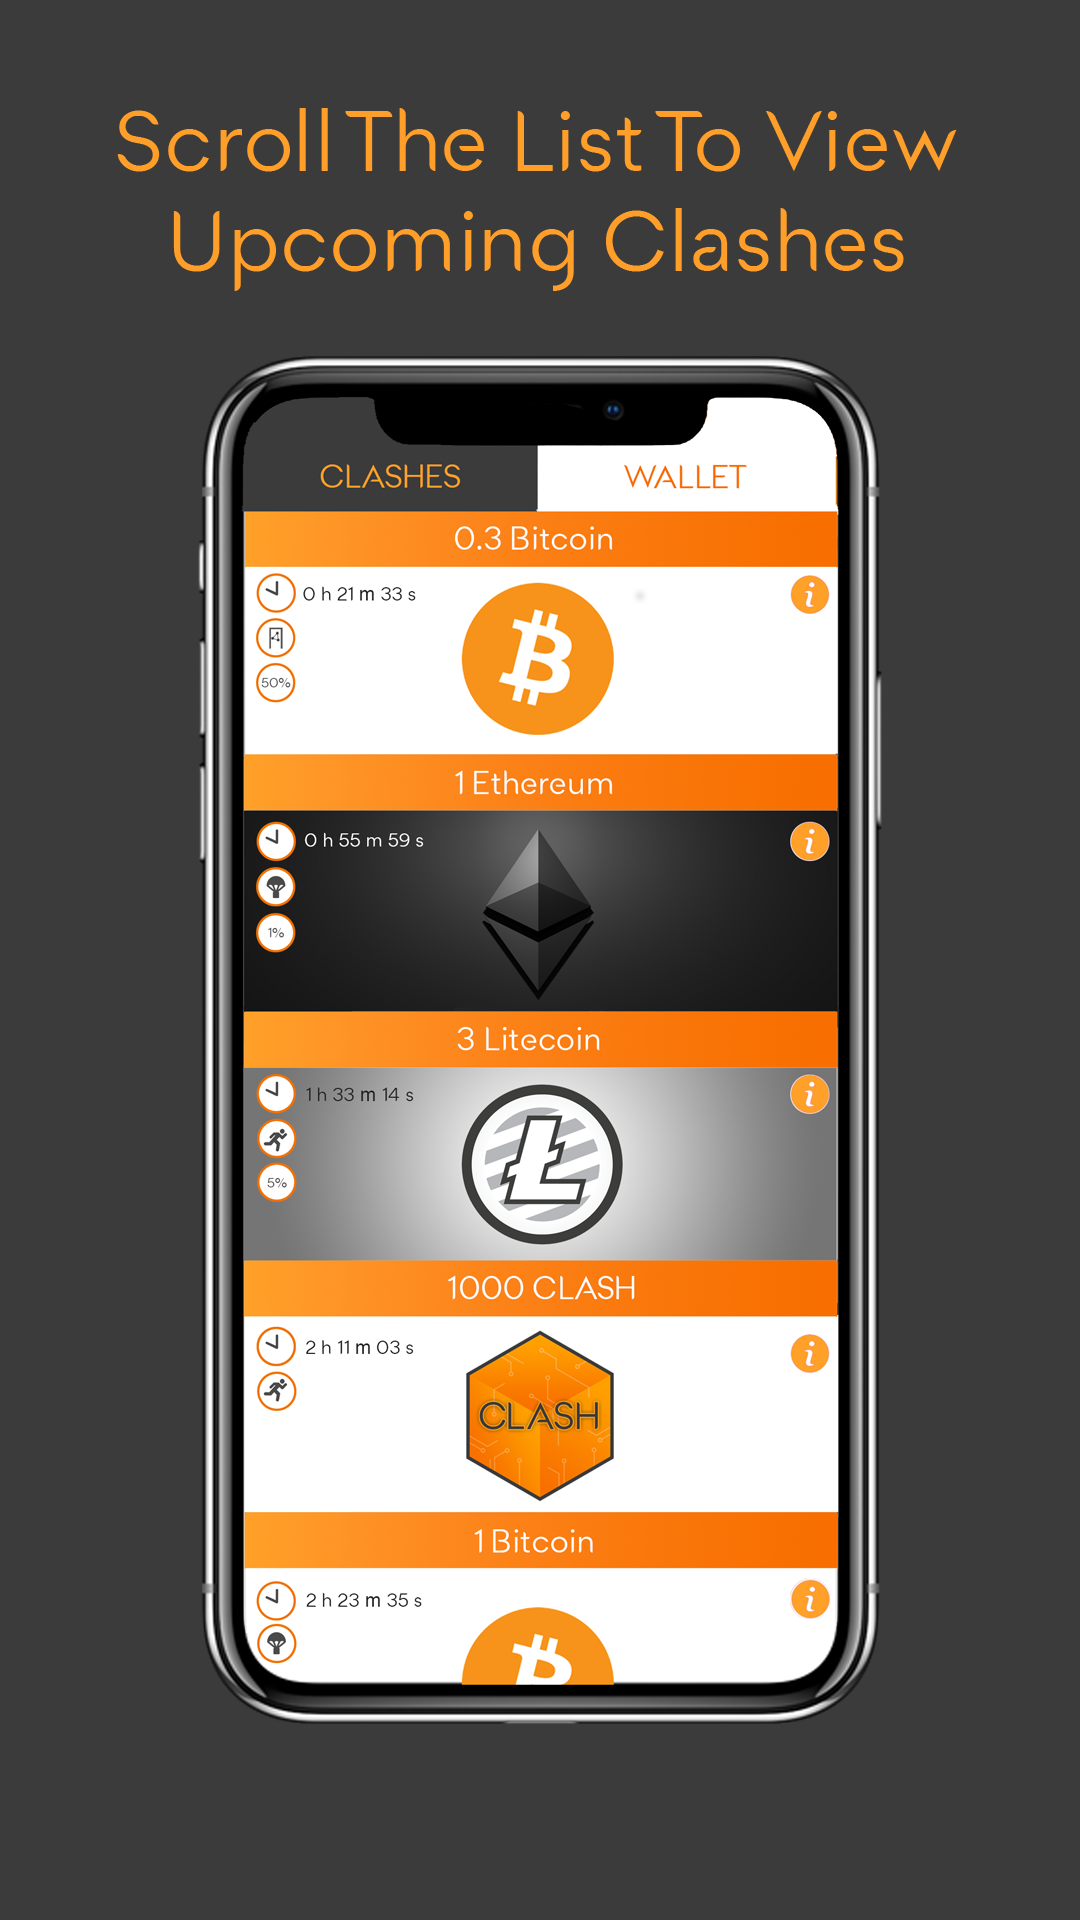 Scroll The List To View
Upcoming Clashes
CLASHES WALLET
0.3 Bitcoin
0 h 21 m 33 s
50%
1 Ethereum
0 h 55 m 59 s
1%
3 Litecoin
1 h 33 m 14 s
5%
1000 CLASH
2 h 11 m 03 s
CLASH
1 Bitcoin
2 h 23 m 35 s